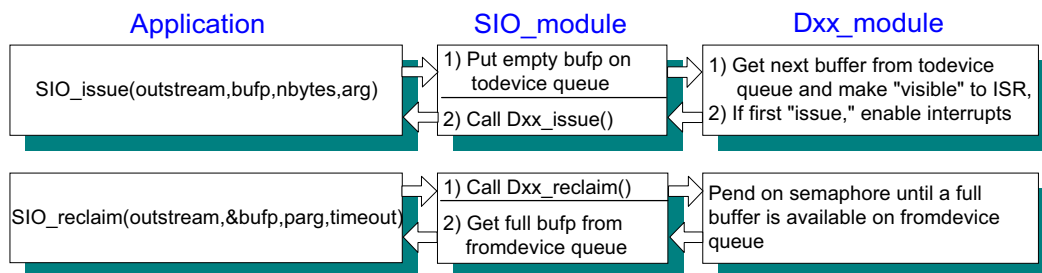 Application
SIO_module
Dxx_module
SIO_issue(outstream,bufp,nbytes,arg)
1) Put empty bufp on
todevice queue
2) Call Dxx_issue()
1) Get next buffer from todevice
queue and make "visible" to ISR,
2) If first "issue," enable interrupts
SIO_reclaim(outstream,&bufp,parg,timeout)
1) Call Dxx_reclaim()
2) Get full bufp from
fromdevice queue
Pend on semaphore until a full
buffer is available on fromdevice
queue